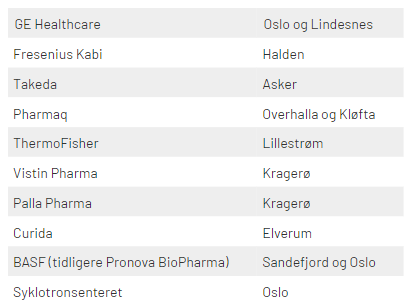 GE Healthcare Oslo og Lindesnes
Fresenius Kabi Halden
Takeda Asker
Pharmaq Overhalla og Kløfta
ThermoFisher Lillestrøm
Vistin Pharma Kragerø
Palla Pharma Kragerø
Curida Elverum
BASF (tidligere Pronova BioPharma) Sandefjord og Oslo
Syklotronsenteret Oslo